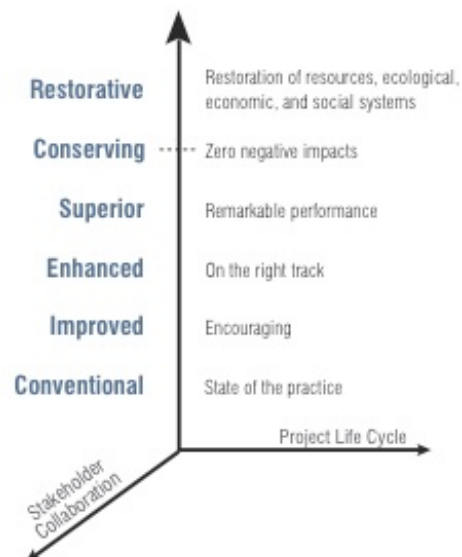 Restorative
Restoration of resources, ecological,
economic, and social systems
Conserving
Zero negative impacts
Superior
Remarkable performance
Enhanced
On the right track
Improved
Encouraging
Conventional
State of the practice
Project Life Cycle
Stakeholder
Collaboration